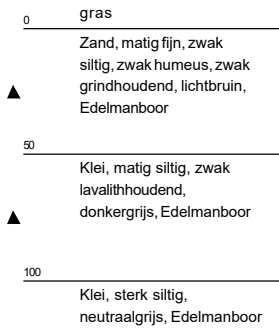 gras
0
Zand, matig fijn, zwak
siltig, zwak humeus, zwak
grindhoudend, lichtbruin,
Edelmanboor
50
Klei, matig siltig, zwak
lavalithhoudend,
donkergrijs, Edelmanboor
100
Klei, sterk siltig,
neutraalgrijs, Edelmanboor